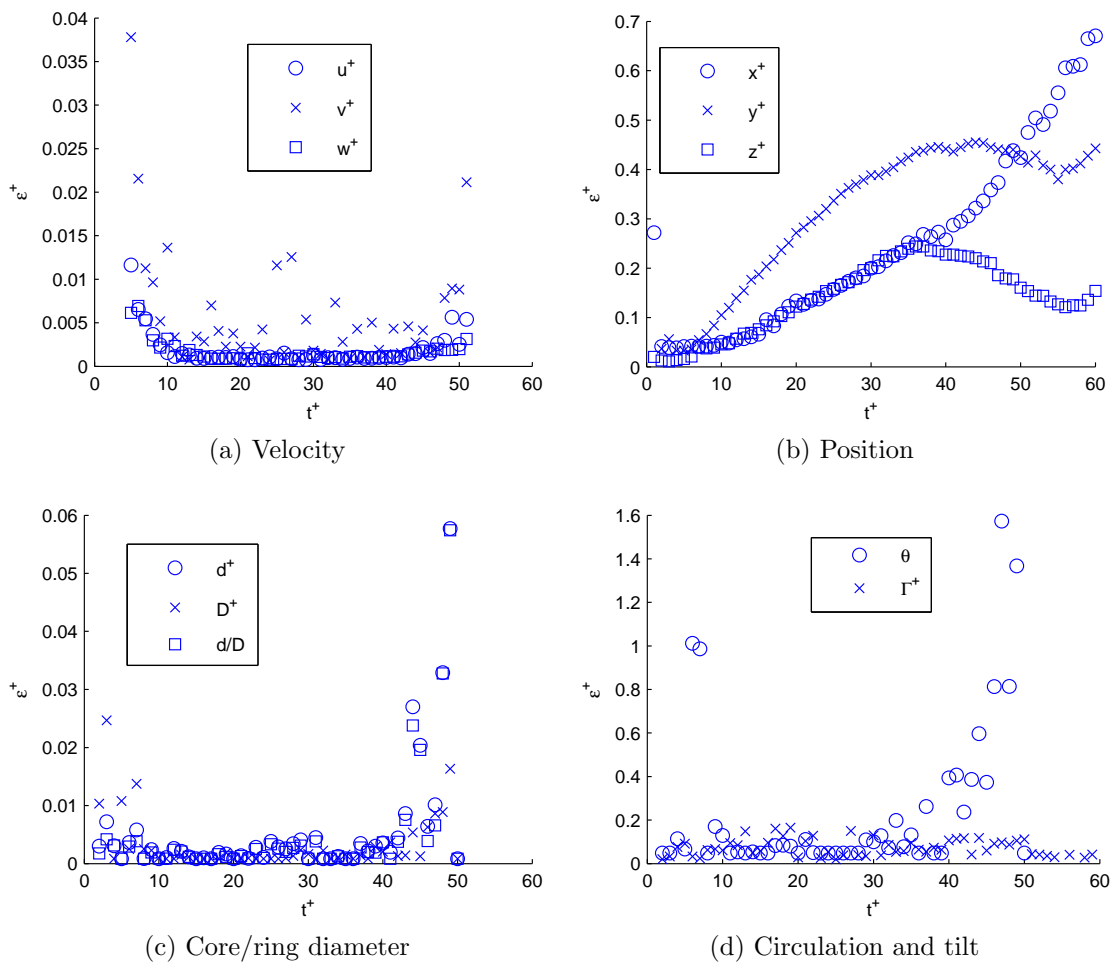 0.04
0.035
0.03
0.025
0.02
0.015
0.01
0.005
0
ε+
u+
v+
w+
0 10 20 30 40 50 60
t+
(a) Velocity
0.7
0.6
0.5
0.4
0.3
0.2
0.1
0
ε+
x+
y+
z+
0 10 20 30 40 50 60
t+
(b) Position
0.06
0.05
0.04
0.03
0.02
0.01
0
ε+
d+
D+
d/D
0 10 20 30 40 50 60
t+
(c) Core/ring diameter
1.6
1.4
1.2
1
0.8
0.6
0.4
0.2
0
ε+
θ
Γ+
0 10 20 30 40 50 60
t+
(d) Circulation and tilt